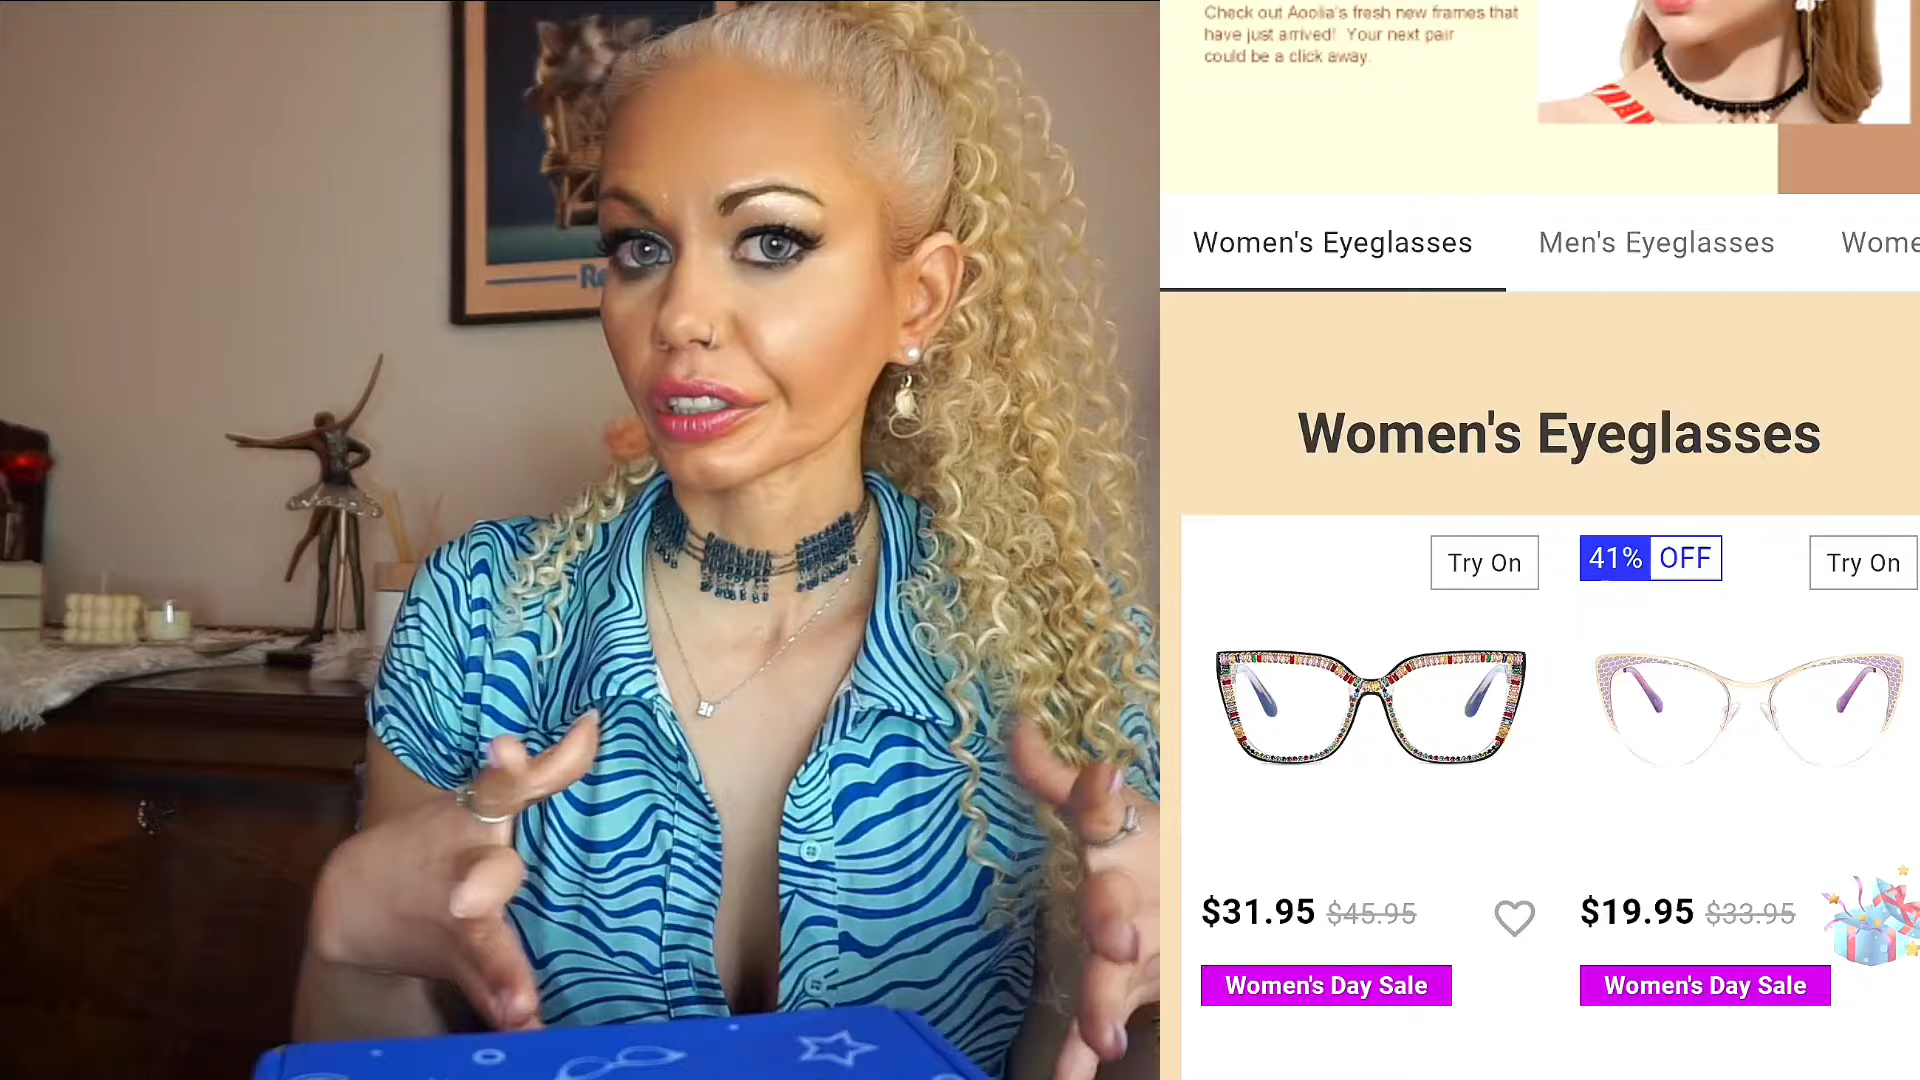 Check out Aoolia's fresh new frames that
have just arrived! Your next pair
could be a click away.
Women's Eyeglasses
Men's Eyeglasses
Women's Eyeglasses
Try On
41% OFF
Try On
$31.95 $45.95
$19.95 $33.95
Women's Day Sale
Women's Day Sale